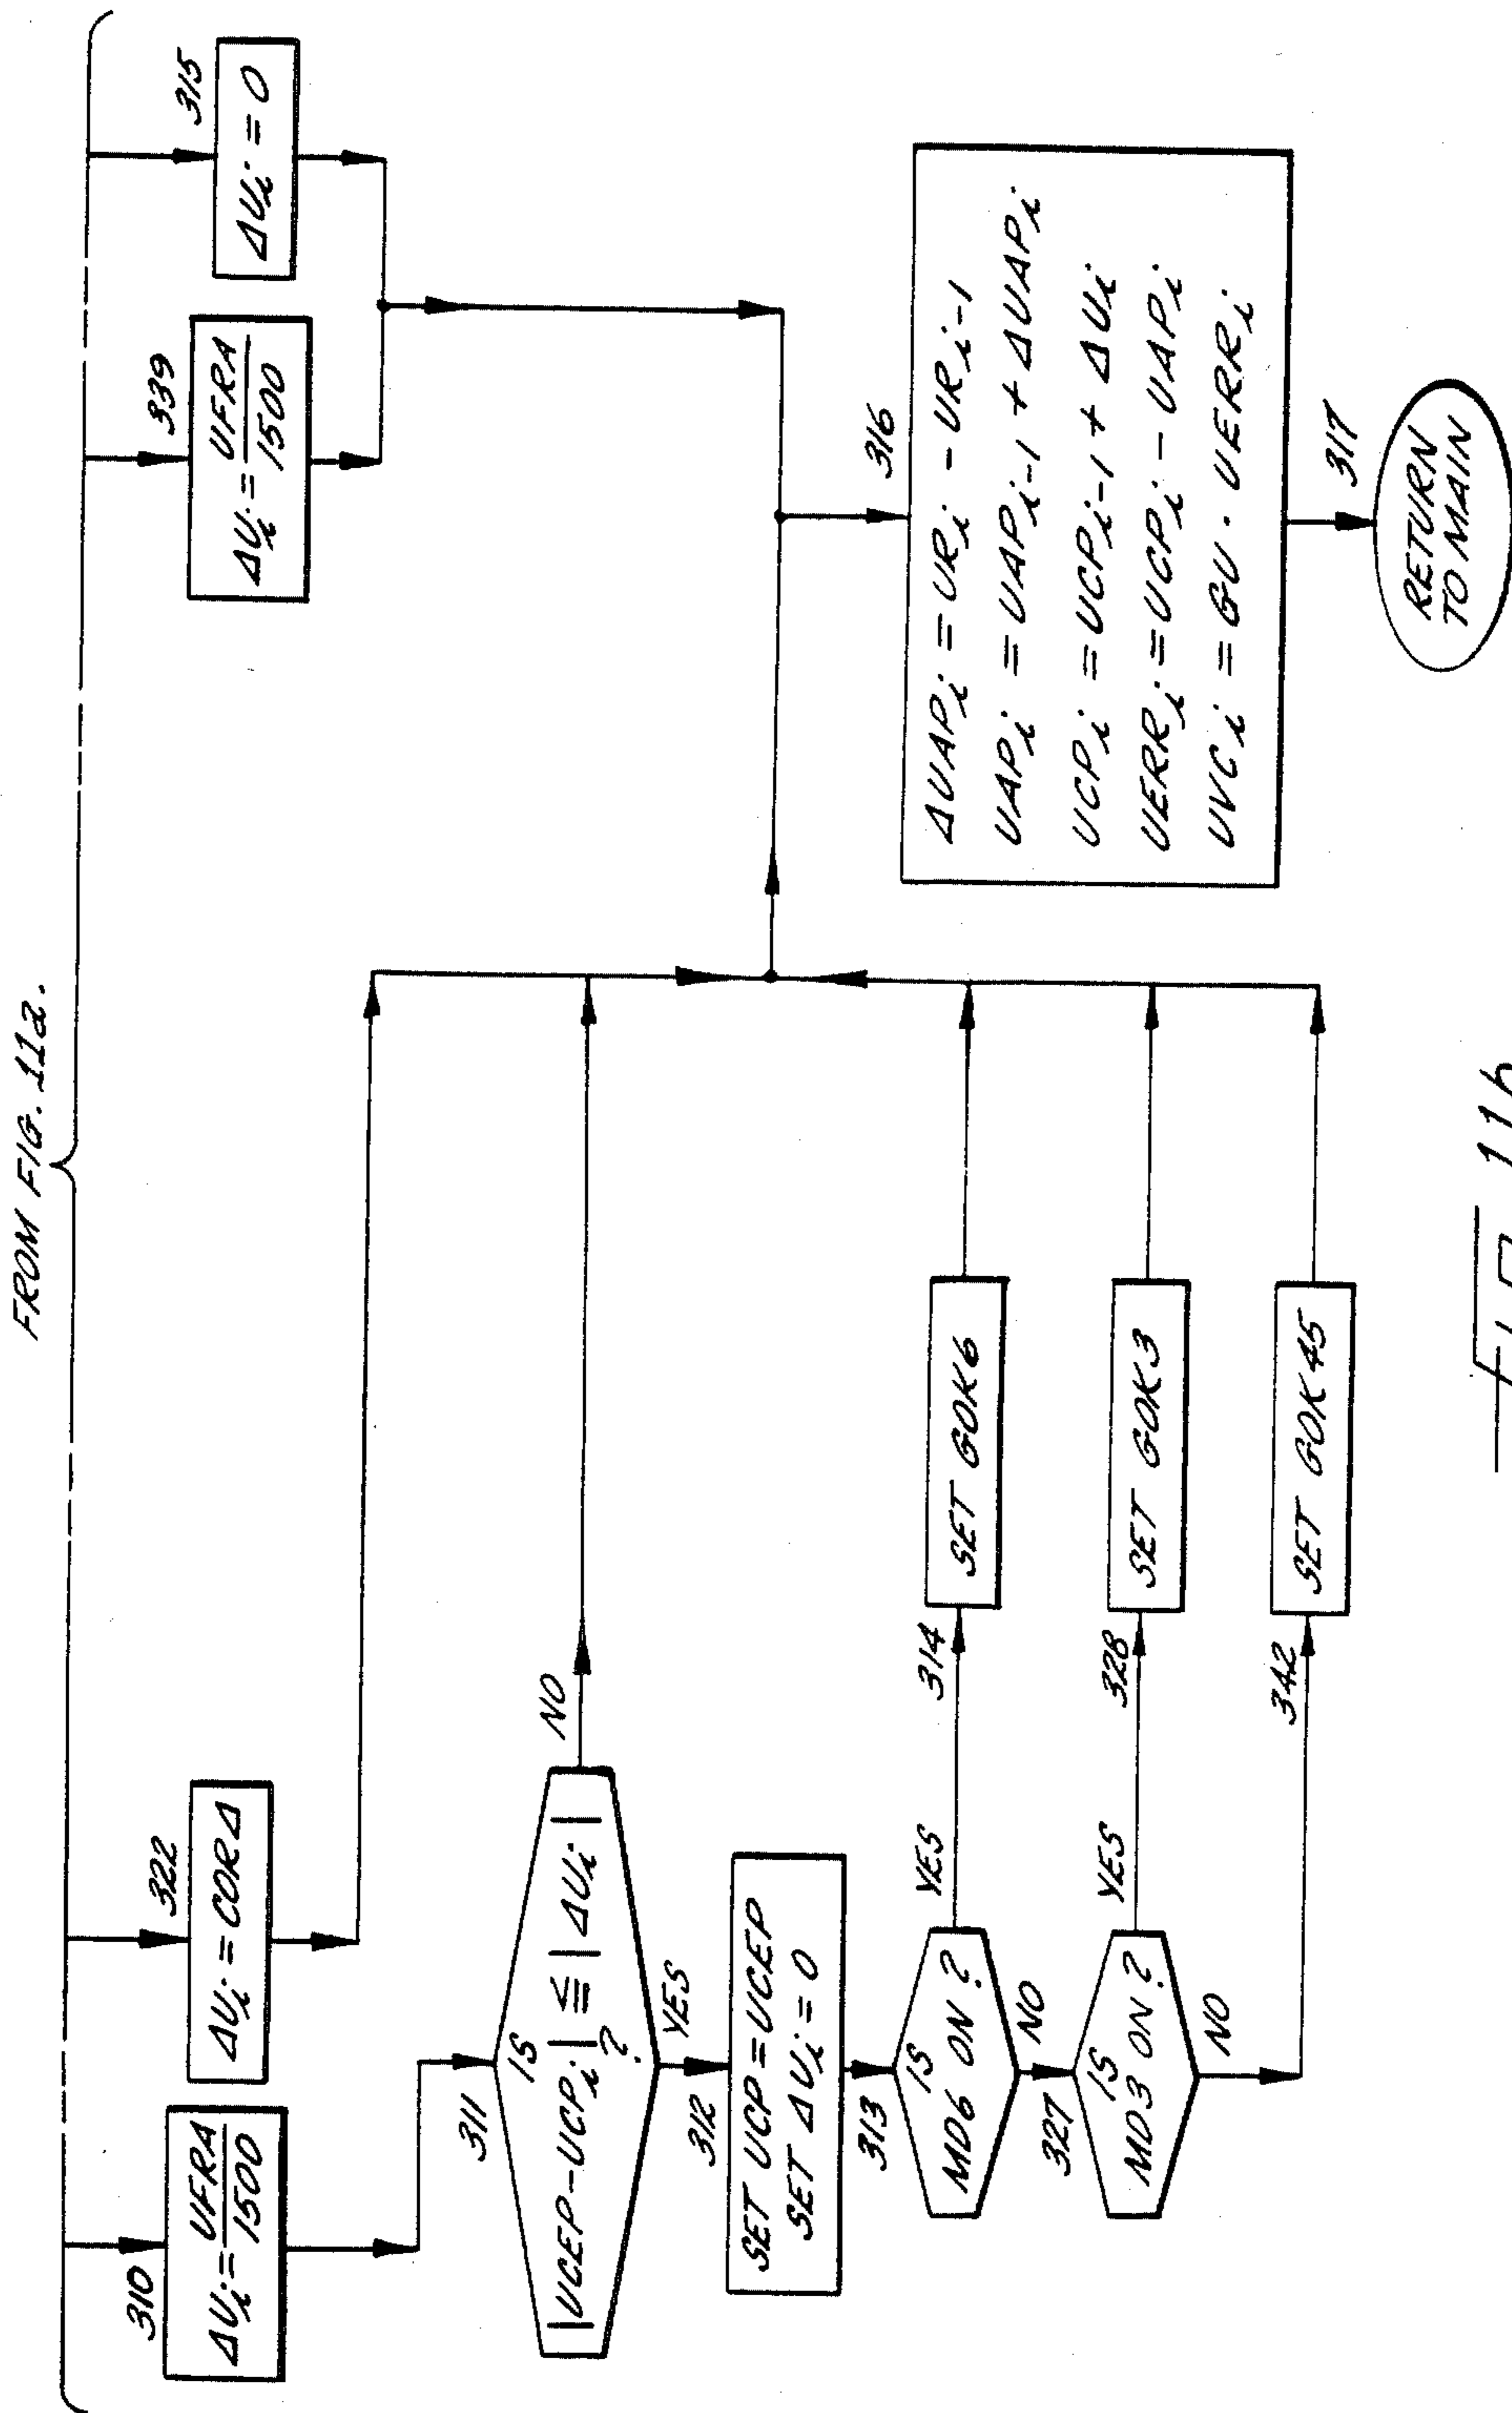 FROM FIG. 11a.
310
ΔUᵢ = UFRA
1500
322
ΔUᵢ = CORΔ
339
ΔUᵢ = UFRA
1500
315
ΔUᵢ = 0
311
IS
|UCEP-UCPᵢ| ≦ |ΔUᵢ|
?
NO
YES
312
SET UCP = UCEP
SET ΔUᵢ = 0
313
IS
MD6 ON?
YES
314
SET GOK6
NO
327
IS
MD3 ON?
YES
328
SET GOK3
NO
342
SET GOK45
316
ΔUAPᵢ = URᵢ - URᵢ₋₁
UAPᵢ = UAPᵢ₋₁ + ΔUAPᵢ
UCPᵢ = UCPᵢ₋₁ + ΔUᵢ
UERRᵢ = UCPᵢ - UAPᵢ
UVCᵢ = GU · UERRᵢ
317
RETURN
TO MAIN